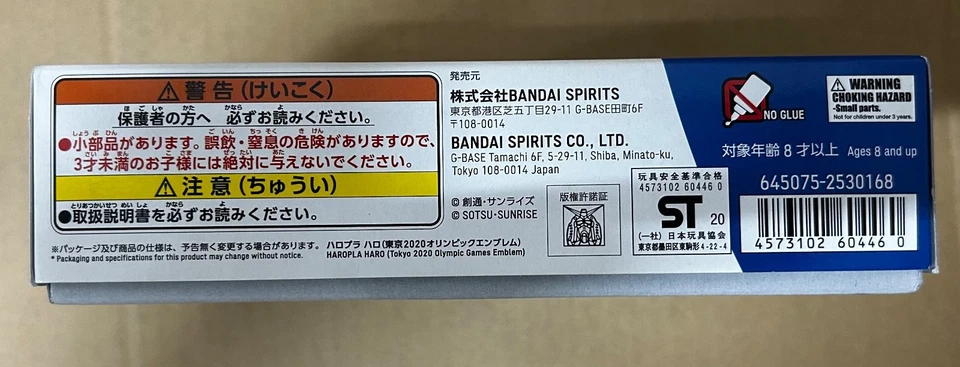 ⚠警告(けいこく)
保護者の方へ 必ずお読みください。
●小部品があります。誤飲・窒息の危険がありますので、
3才未満のお子様には絶対に与えないでください。
⚠注意(ちゅうい)
●取扱説明書を必ずお読みください。
※パッケージ及び商品の仕様は、予告無く変更する場合があります。
* Packaging and specifications for this product may change without notice.
ハロプラ ハロ(東京2020オリンピックエンブレム)
HAROPLA HARO (Tokyo 2020 Olympic Games Emblem)
発売元
株式会社BANDAI SPIRITS
東京都港区芝五丁目29-11 G-BASE田町6F
〒108-0014
BANDAI SPIRITS CO., LTD.
G-BASE Tamachi 6F, 5-29-11, Shiba, Minato-ku,
Tokyo 108-0014 Japan
© 創通・サンライズ
© SOTSU・SUNRISE
版権許諾証
玩具安全基準合格
4573102 60446 0
ST 20
(一社)日本玩具協会
東京都墨田区東駒形4-22-4
NO GLUE
⚠ WARNING
CHOKING HAZARD
-Small parts.
Not for children under 3 years.
対象年齢 8 才以上 Ages 8 and up
645075-2530168
4573102 60446 0